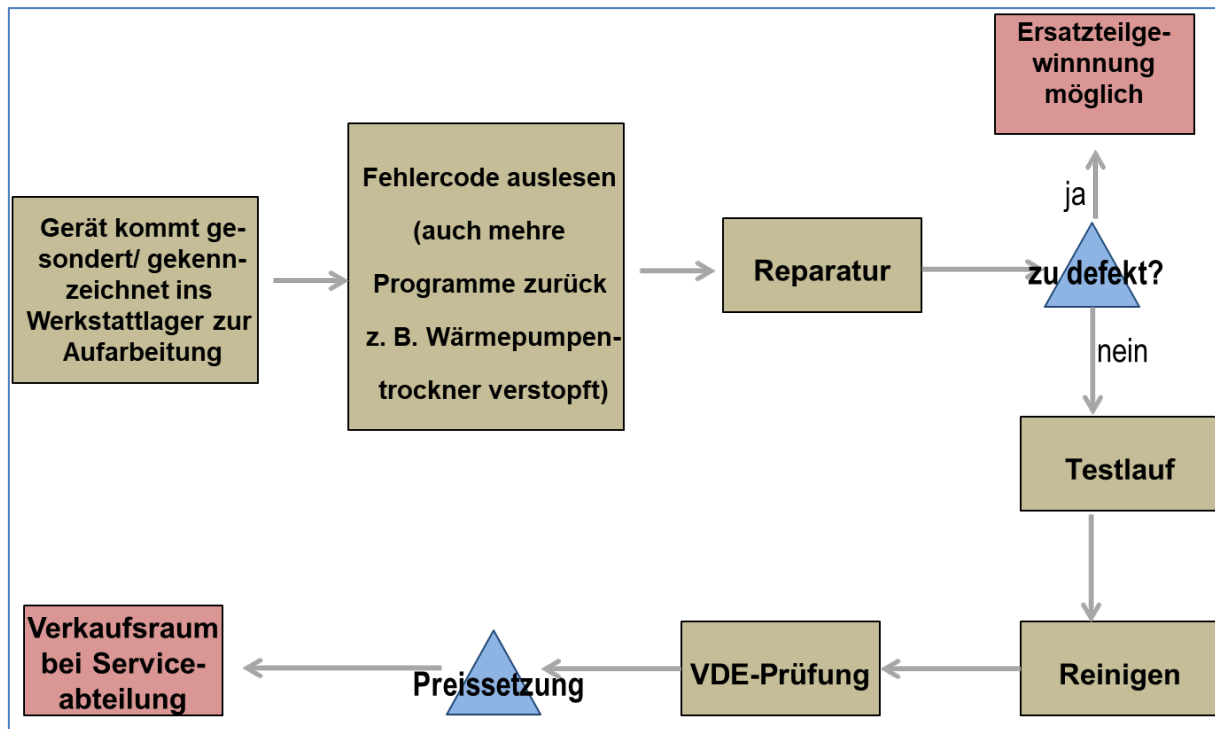 Gerät kommt ge-
sondert/ gekenn-
zeichnet ins
Werkstattlager zur
Aufarbeitung
Fehlercode auslesen
(auch mehre
Programme zurück
z. B. Wärmepumpen-
trockner verstopft)
Reparatur
zu defekt?
ja
Ersatzteilge-
winnnung
möglich
nein
Testlauf
Reinigen
VDE-Prüfung
Preissetzung
Verkaufsraum
bei Service-
abteilung